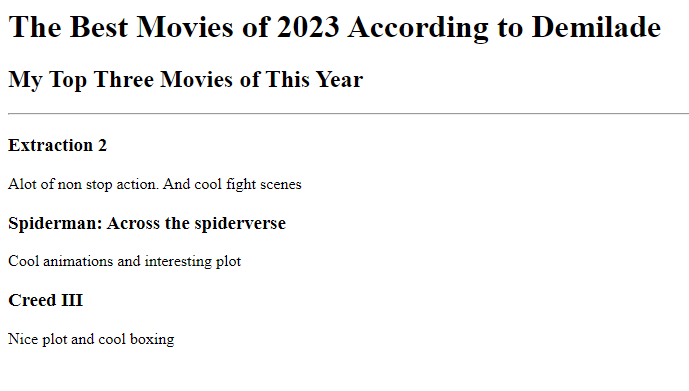 The Best Movies of 2023 According to Demilade
My Top Three Movies of This Year
Extraction 2
Alot of non stop action. And cool fight scenes
Spiderman: Across the spiderverse
Cool animations and interesting plot
Creed III
Nice plot and cool boxing